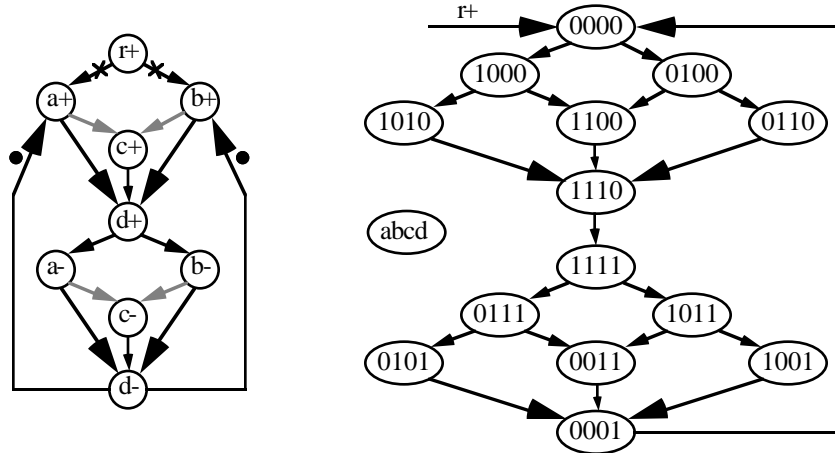 r+
a+ b+
c+
d+
a- b-
c-
d-
r+
0000
1000 0100
1010 1100 0110
1110
abcd
1111
0111 1011
0101 0011 1001
0001